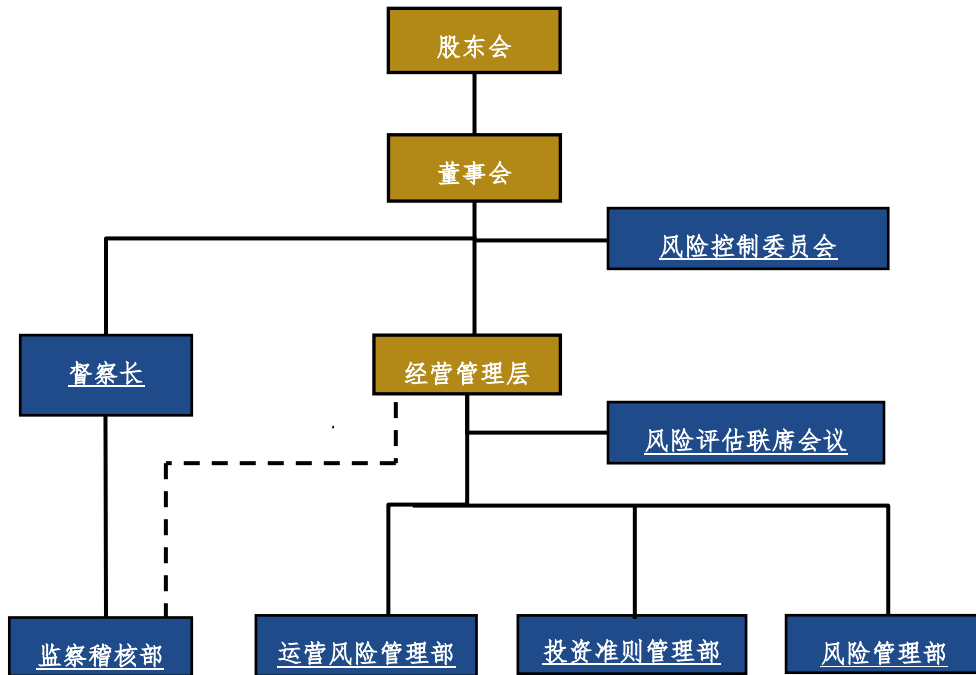 股东会
董事会
风险控制委员会
督察长
经营管理层
风险评估联席会议
监察稽核部
运营风险管理部
投资准则管理部
风险管理部